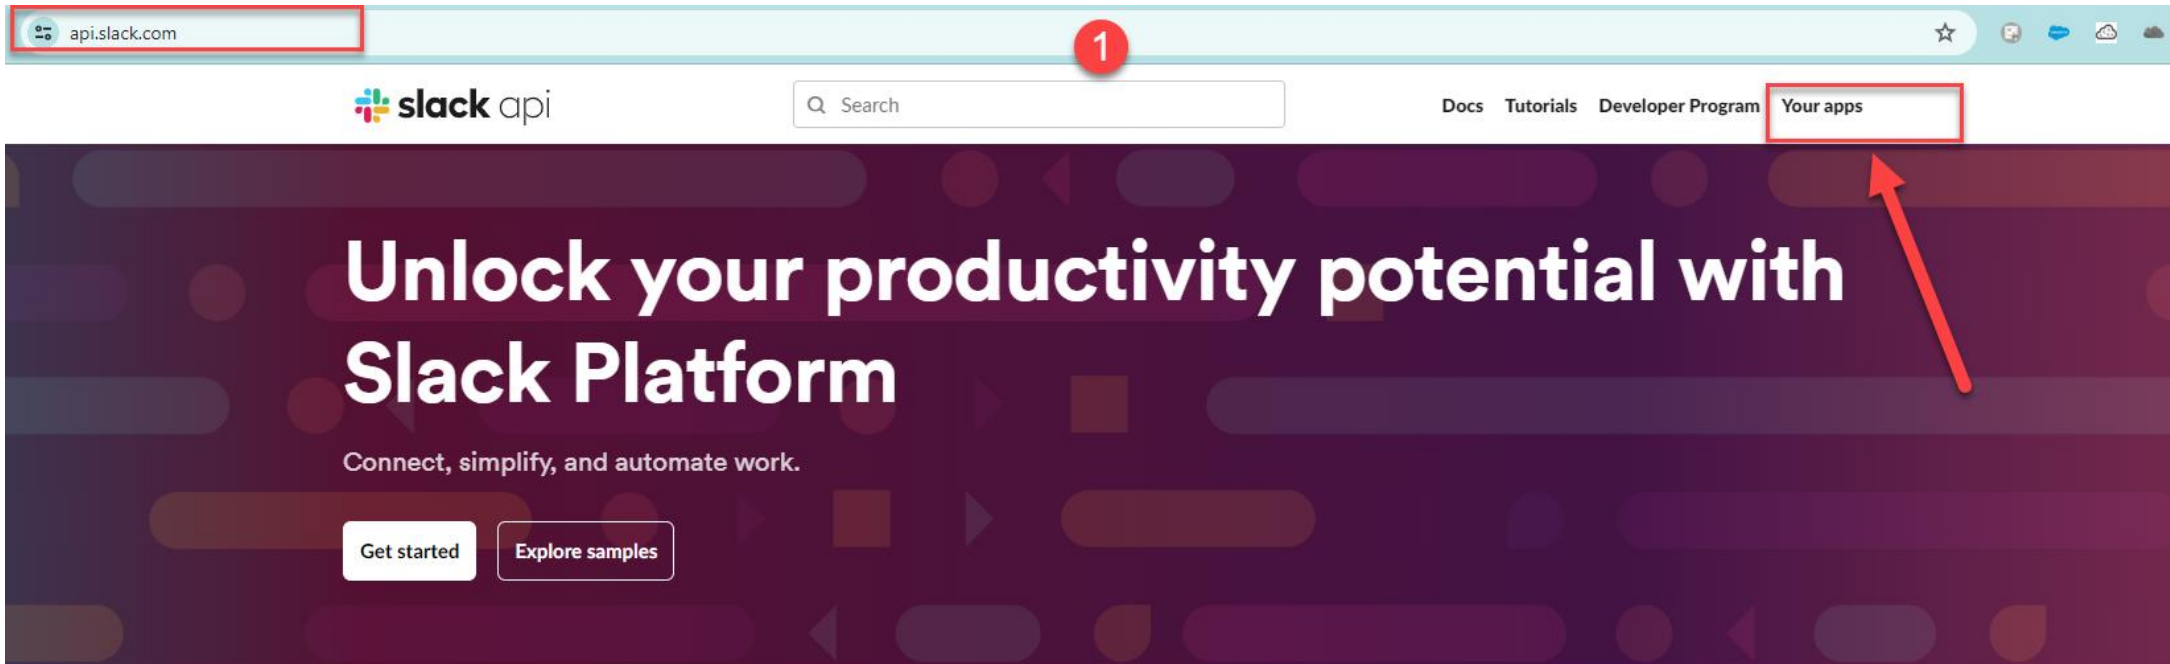 api.slack.com
1
slack api
Search
Docs Tutorials Developer Program Your apps
Unlock your productivity potential with
Slack Platform
Connect, simplify, and automate work.
Get started Explore samples